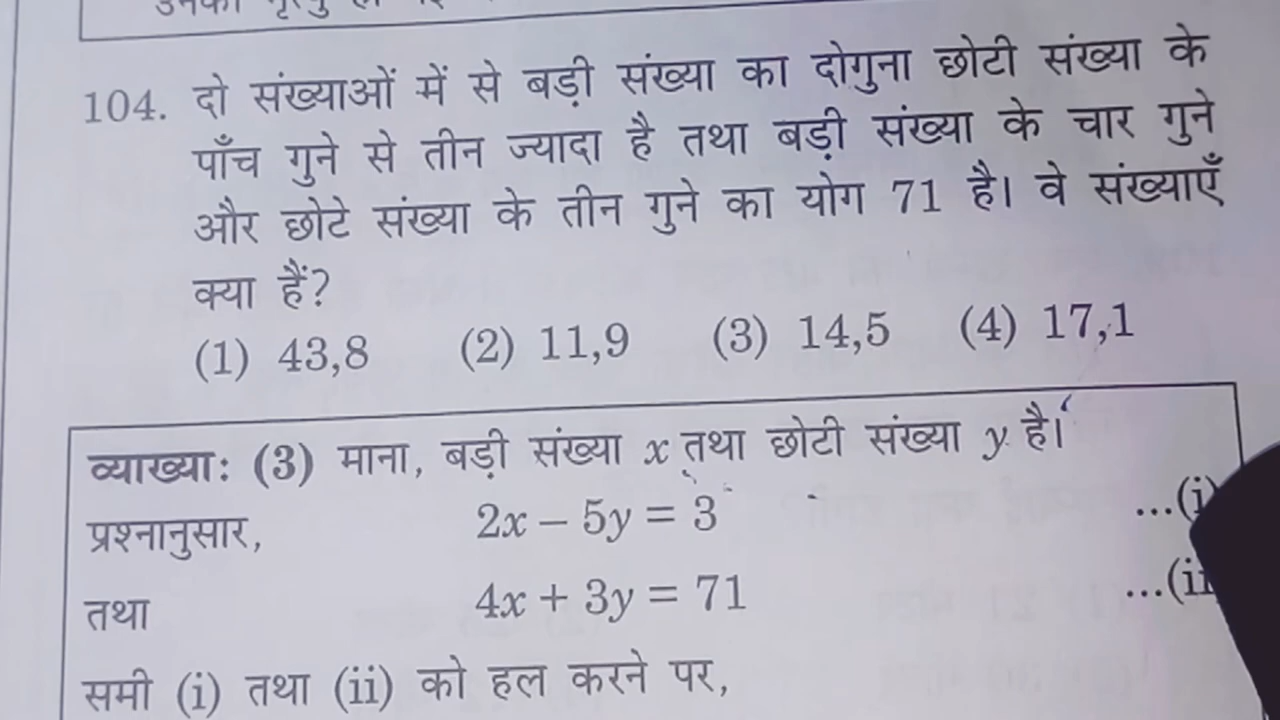 104. दो संख्याओं में से बड़ी संख्या का दोगुना छोटी संख्या के
पाँच गुने से तीन ज्यादा है तथा बड़ी संख्या के चार गुने
और छोटे संख्या के तीन गुने का योग 71 है। वे संख्याएँ
क्या हैं?
(1) 43,8 (2) 11,9 (3) 14,5 (4) 17,1
व्याख्याः (3) माना, बड़ी संख्या x तथा छोटी संख्या y है।
प्रश्नानुसार, 2x – 5y = 3 ...(i)
तथा 4x + 3y = 71 ...(ii
समी (i) तथा (ii) को हल करने पर,